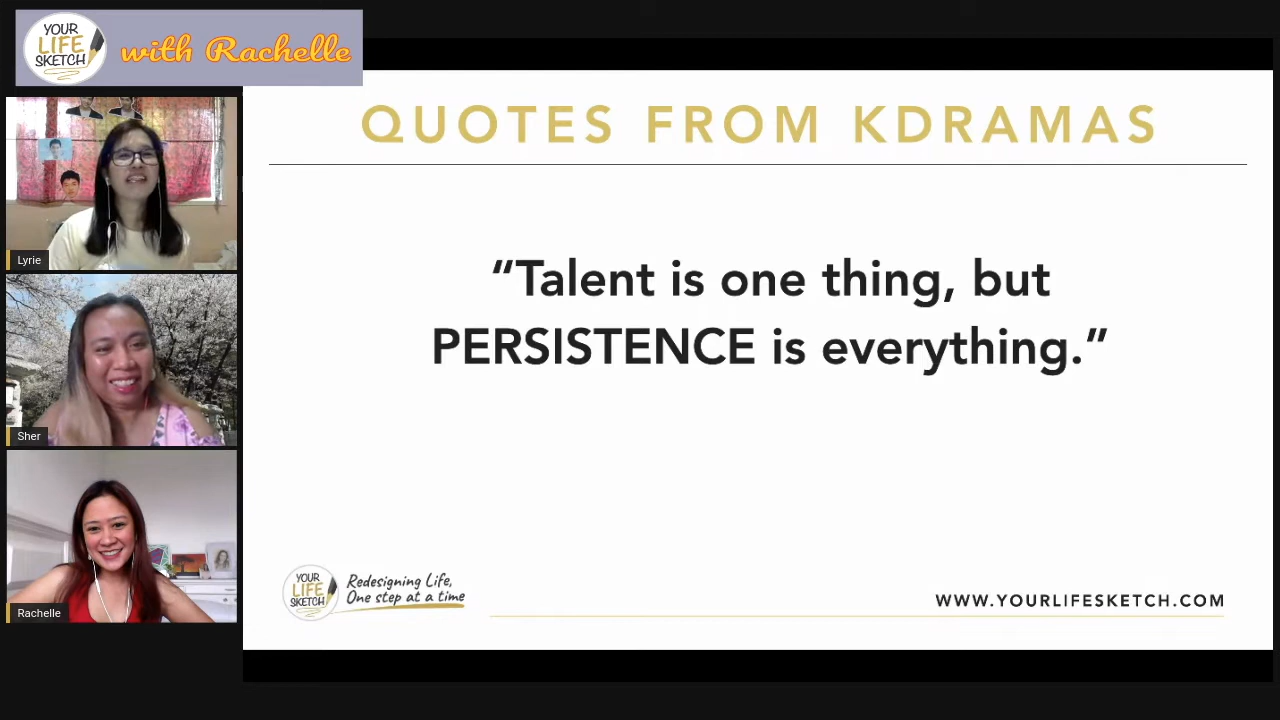 YOUR
LIFE
SKETCH
with Rachelle
Lyrie
Sher
Rachelle
QUOTES FROM KDRAMAS
“Talent is one thing, but
PERSISTENCE is everything.”
YOUR
LIFE
SKETCH
Redesigning Life,
One step at a time
WWW.YOURLIFESKETCH.COM